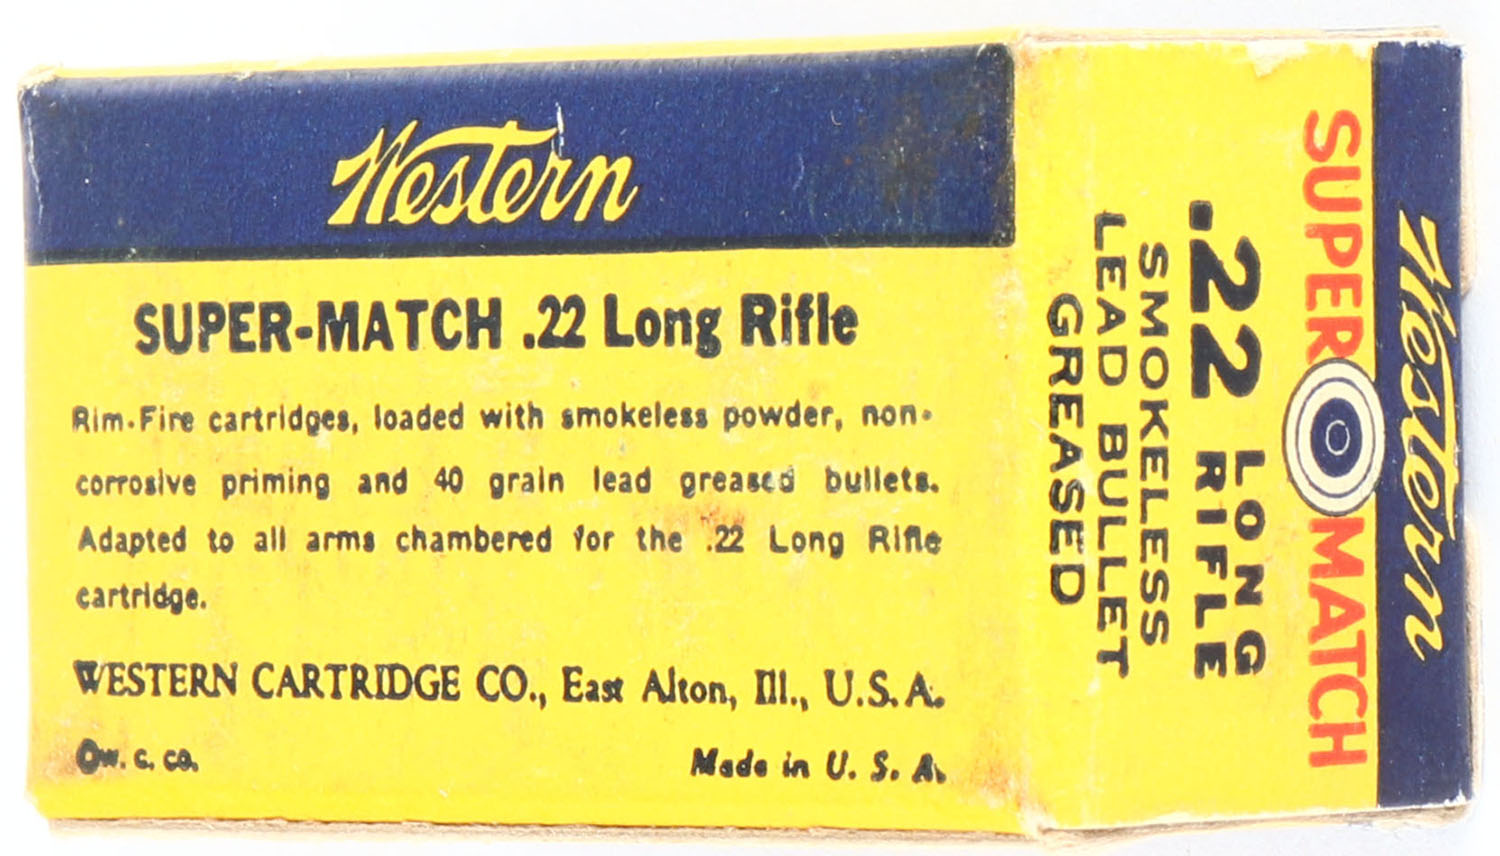 Western
SUPER-MATCH .22 Long Rifle
Rim-Fire cartridges, loaded with smokeless powder, non-
corrosive priming and 40 grain lead greased bullets.
Adapted to all arms chambered for the .22 Long Rifle
cartridge.
WESTERN CARTRIDGE CO., East Alton, Ill., U.S.A.
©W. C. CO.
Made in U. S. A.
Western
SUPER MATCH
.22 LONG RIFLE
SMOKELESS
LEAD BULLET
GREASED